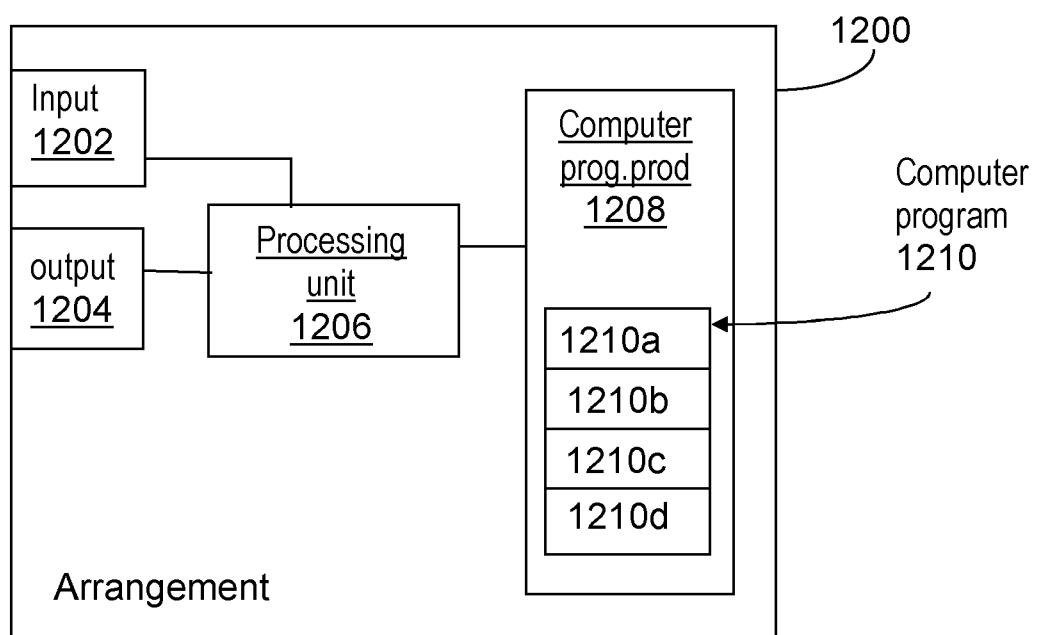 1200
Input
1202
output
1204
Processing
unit
1206
Computer
prog.prod
1208
Computer
program
1210
1210a
1210b
1210c
1210d
Arrangement